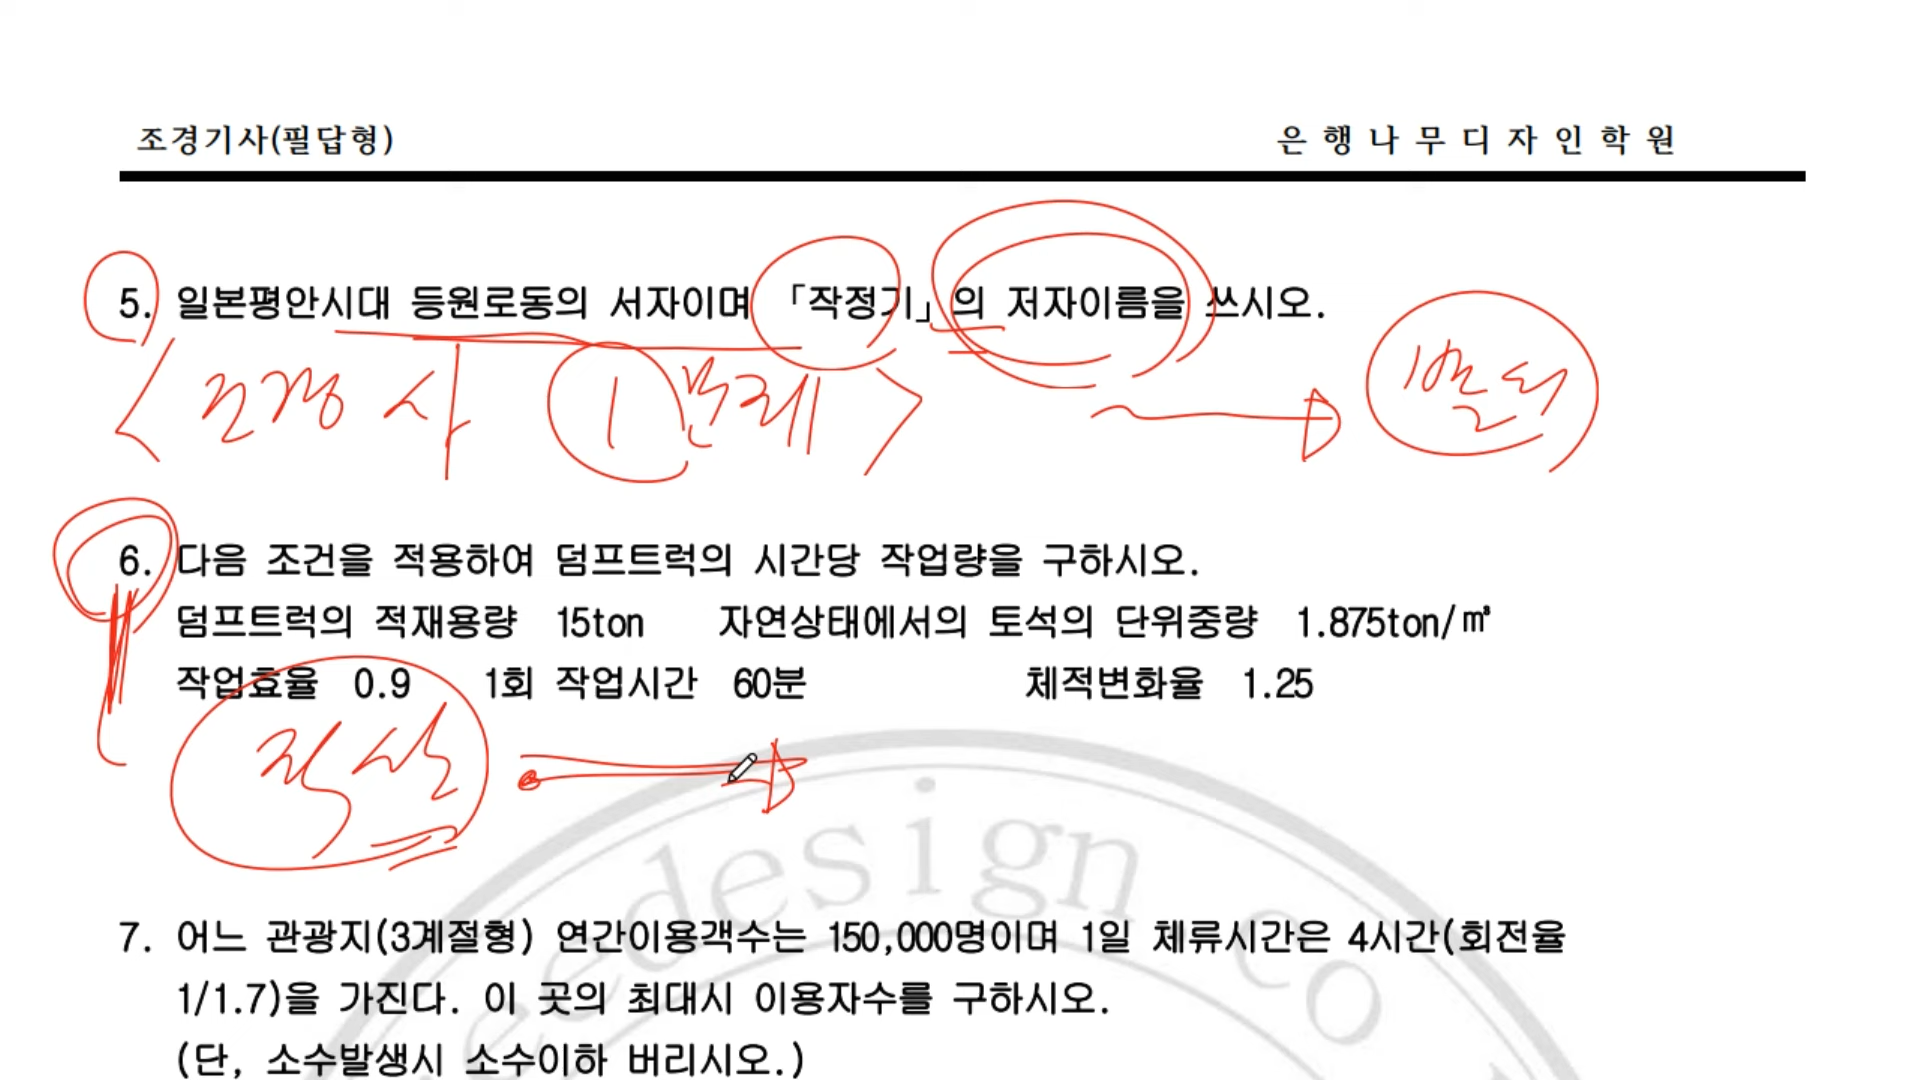 조경기사(필답형) 은행나무디자인학원
5. 일본평안시대 등원로동의 서자이며 「작정기」의 저자이름을 쓰시오.
<조경사 1문제>
6. 다음 조건을 적용하여 덤프트럭의 시간당 작업량을 구하시오.
덤프트럭의 적재용량 15ton 자연상태에서의 토석의 단위중량 1.875ton/㎥
작업효율 0.9 1회 작업시간 60분 체적변화율 1.25
적산
7. 어느 관광지(3계절형) 연간이용객수는 150,000명이며 1일 체류시간은 4시간(회전율
1/1.7)을 가진다. 이 곳의 최대시 이용자수를 구하시오.
(단, 소수발생시 소수이하 버리시오.)